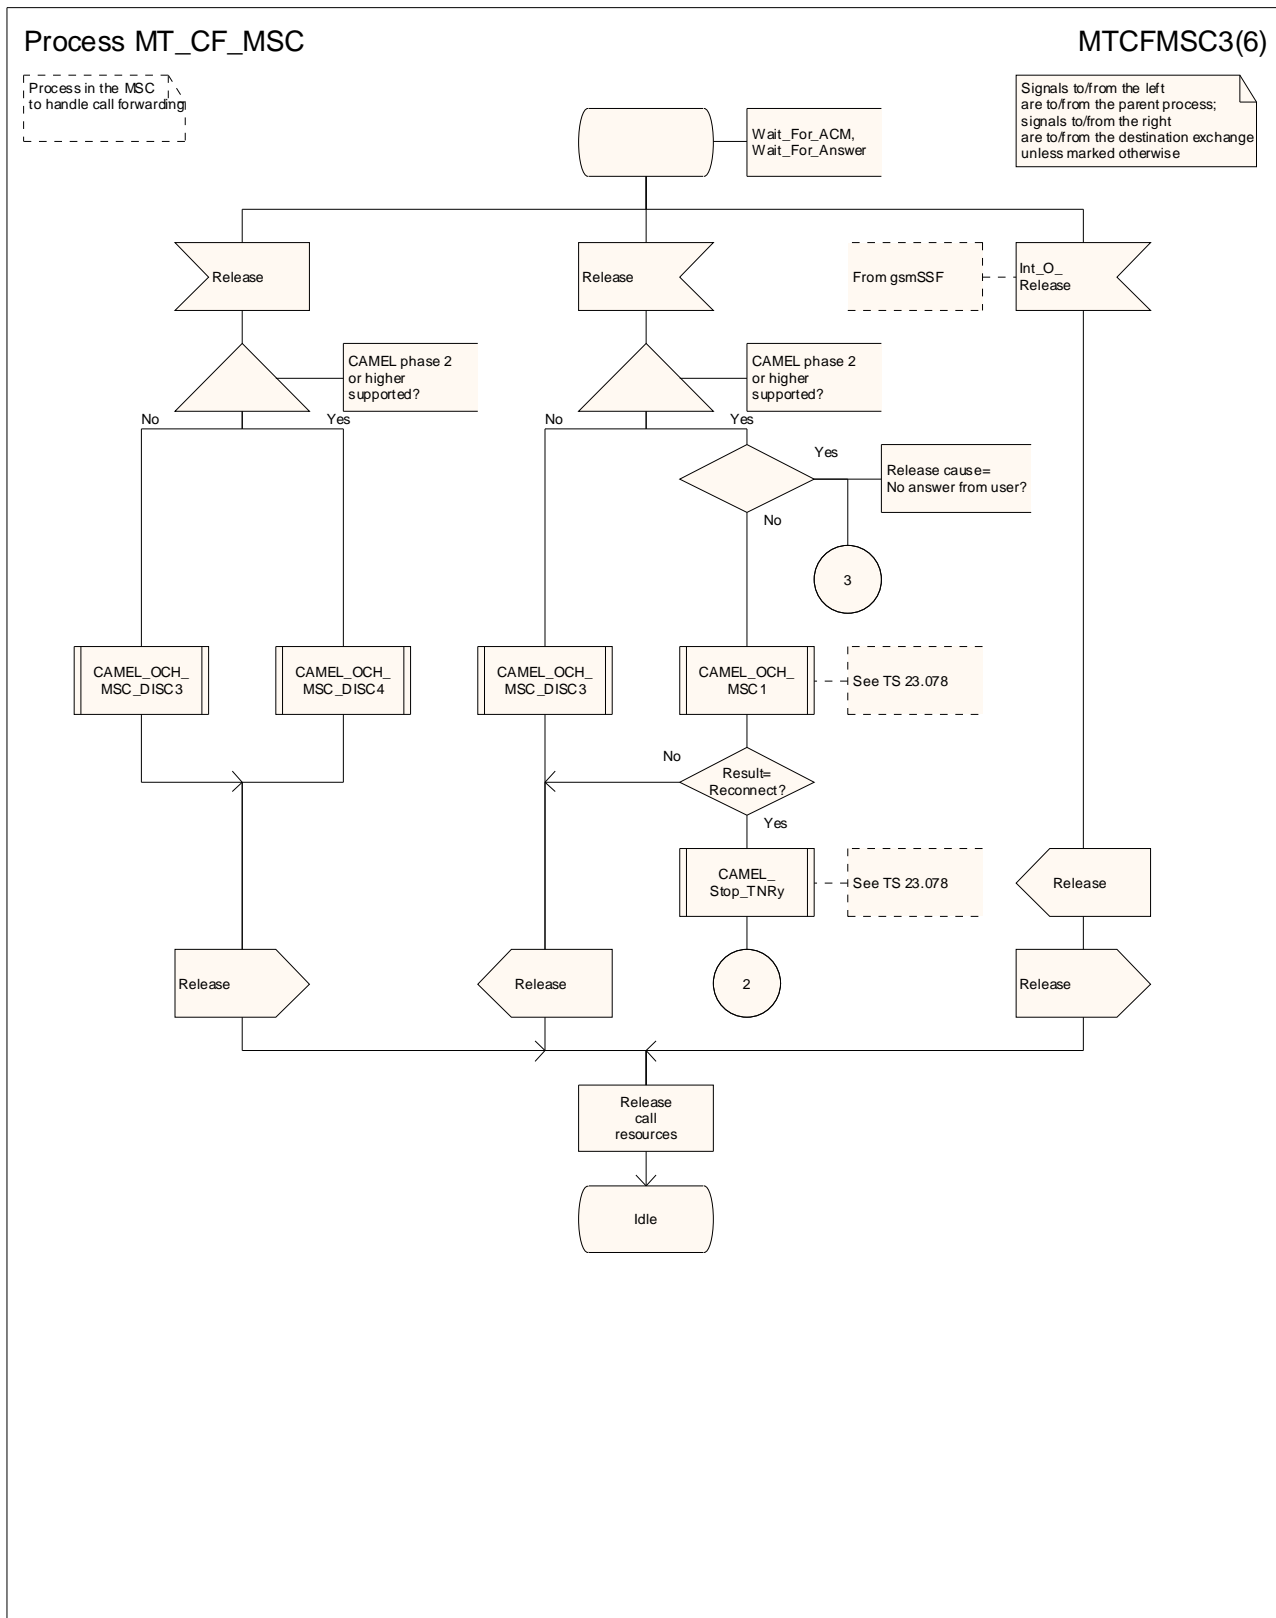 Process MT_CF_MSC
MTCFMSC3(6)
Process in the MSC
to handle call forwarding
Signals to/from the left
are to/from the parent process;
signals to/from the right
are to/from the destination exchange
unless marked otherwise
Wait_For_ACM,
Wait_For_Answer
Release
Release
From gsmSSF
Int_O_
Release
CAMEL phase 2
or higher
supported?
CAMEL phase 2
or higher
supported?
No
Yes
No
Yes
Yes
Release cause=
No answer from user?
No
3
CAMEL_OCH_
MSC_DISC3
CAMEL_OCH_
MSC_DISC4
CAMEL_OCH_
MSC_DISC3
CAMEL_OCH_
MSC1
See TS 23.078
No
Result=
Reconnect?
Yes
CAMEL_
Stop_TNRy
See TS 23.078
Release
Release
Release
2
Release
Release
call
resources
Idle